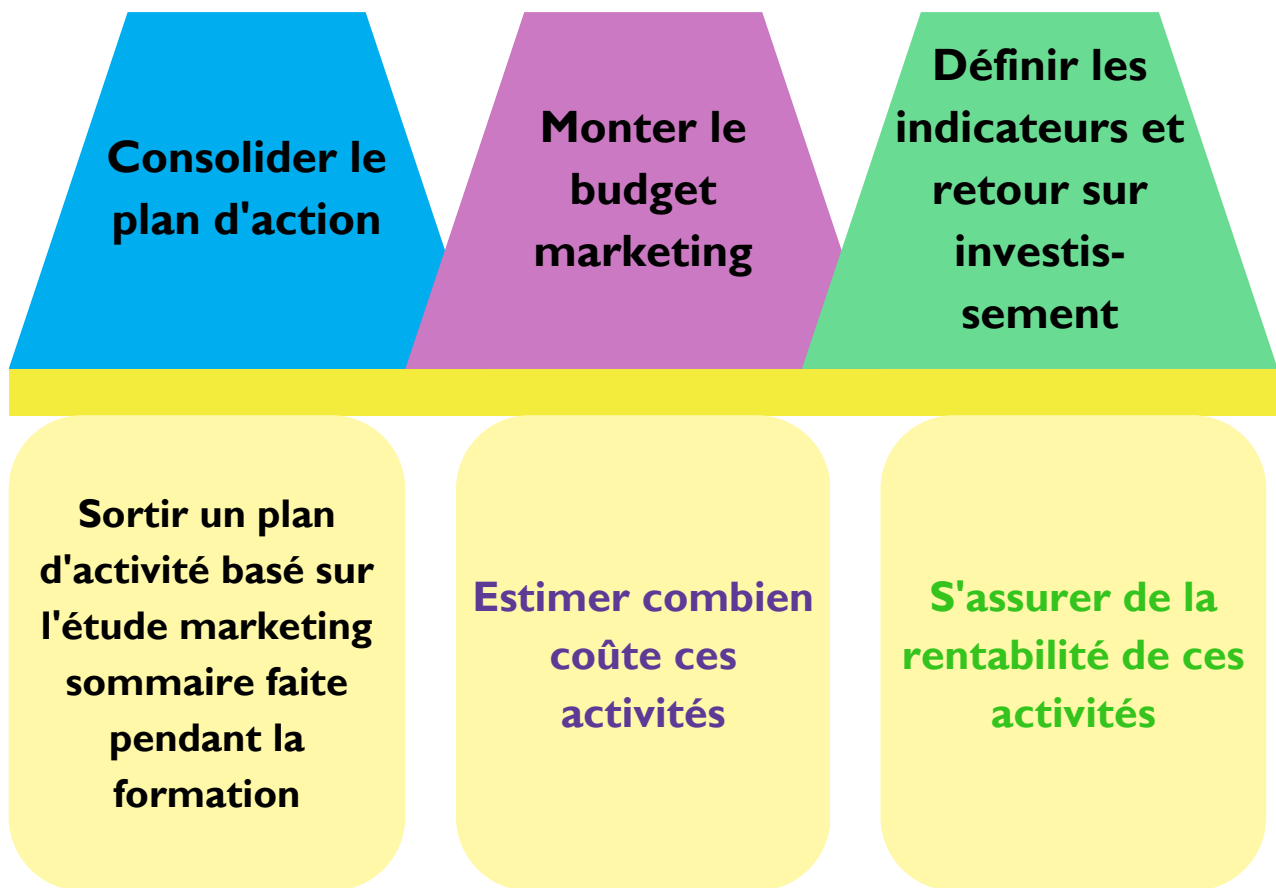 Consolider le
plan d'action
Monter le
budget
marketing
Définir les
indicateurs et
retour sur
investis-
sement
Sortir un plan
d'activité basé sur
l'étude marketing
sommaire faite
pendant la
formation
Estimer combien
coûte ces
activités
S'assurer de la
rentabilité de ces
activités